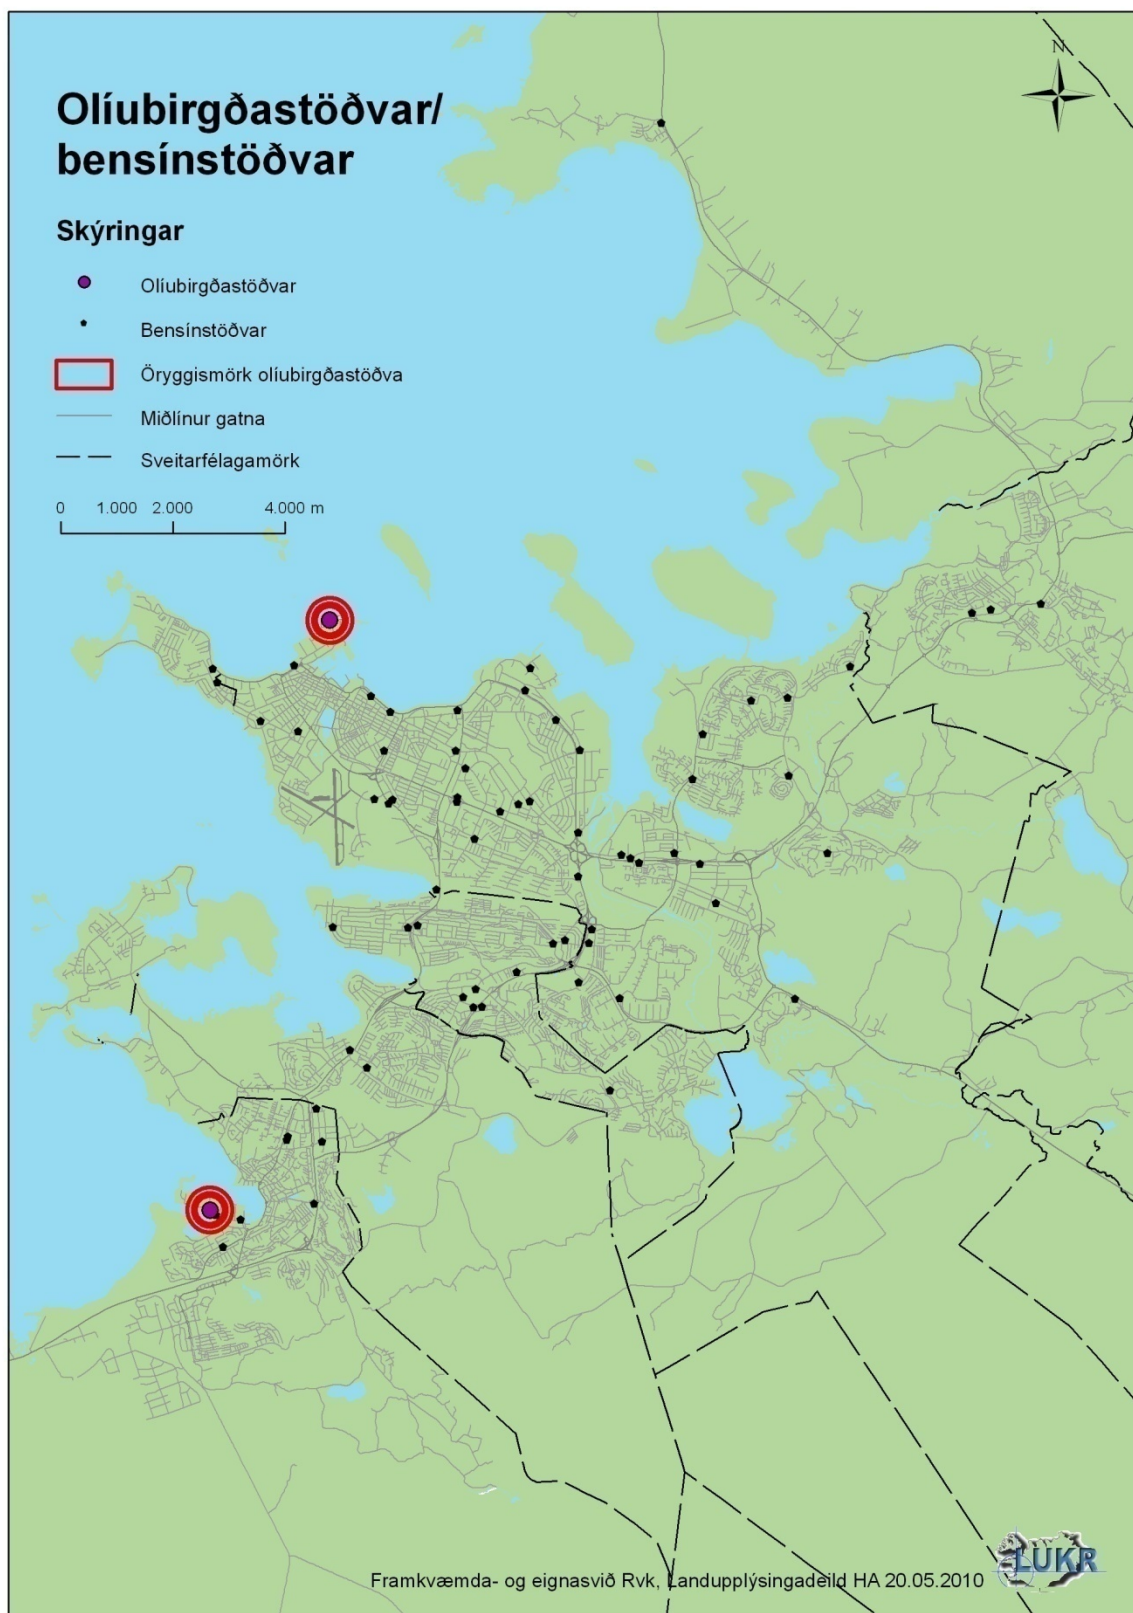 Olíubirgðastöðvar/
bensínstöðvar
N
Skýringar
Olíubirgðastöðvar
Bensínstöðvar
Öryggismörk olíubirgðastöðva
Miðlínur gatna
Sveitarfélagamörk
0 1.000 2.000 4.000 m
LUKR
Framkvæmda- og eignasvið Rvk, Landupplýsingadeild HA 20.05.2010